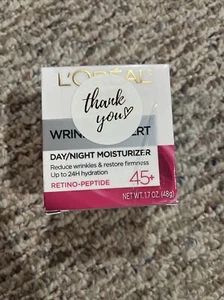 L'ORÉAL
thank
you
WRIN ERT
DAY/NIGHT MOISTURIZER
Reduce wrinkles & restore firmness
Up to 24H hydration
RETINO-PEPTIDE
45+
NET WT. 1.7 OZ. (48g)